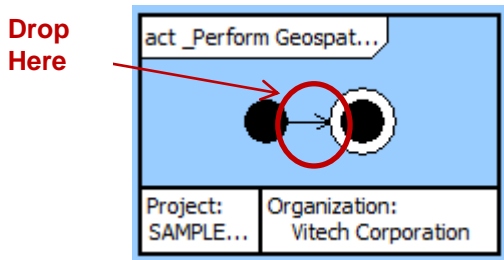 Drop
Here
act _Perform Geospat...
Project:
SAMPLE...
Organization:
Vitech Corporation